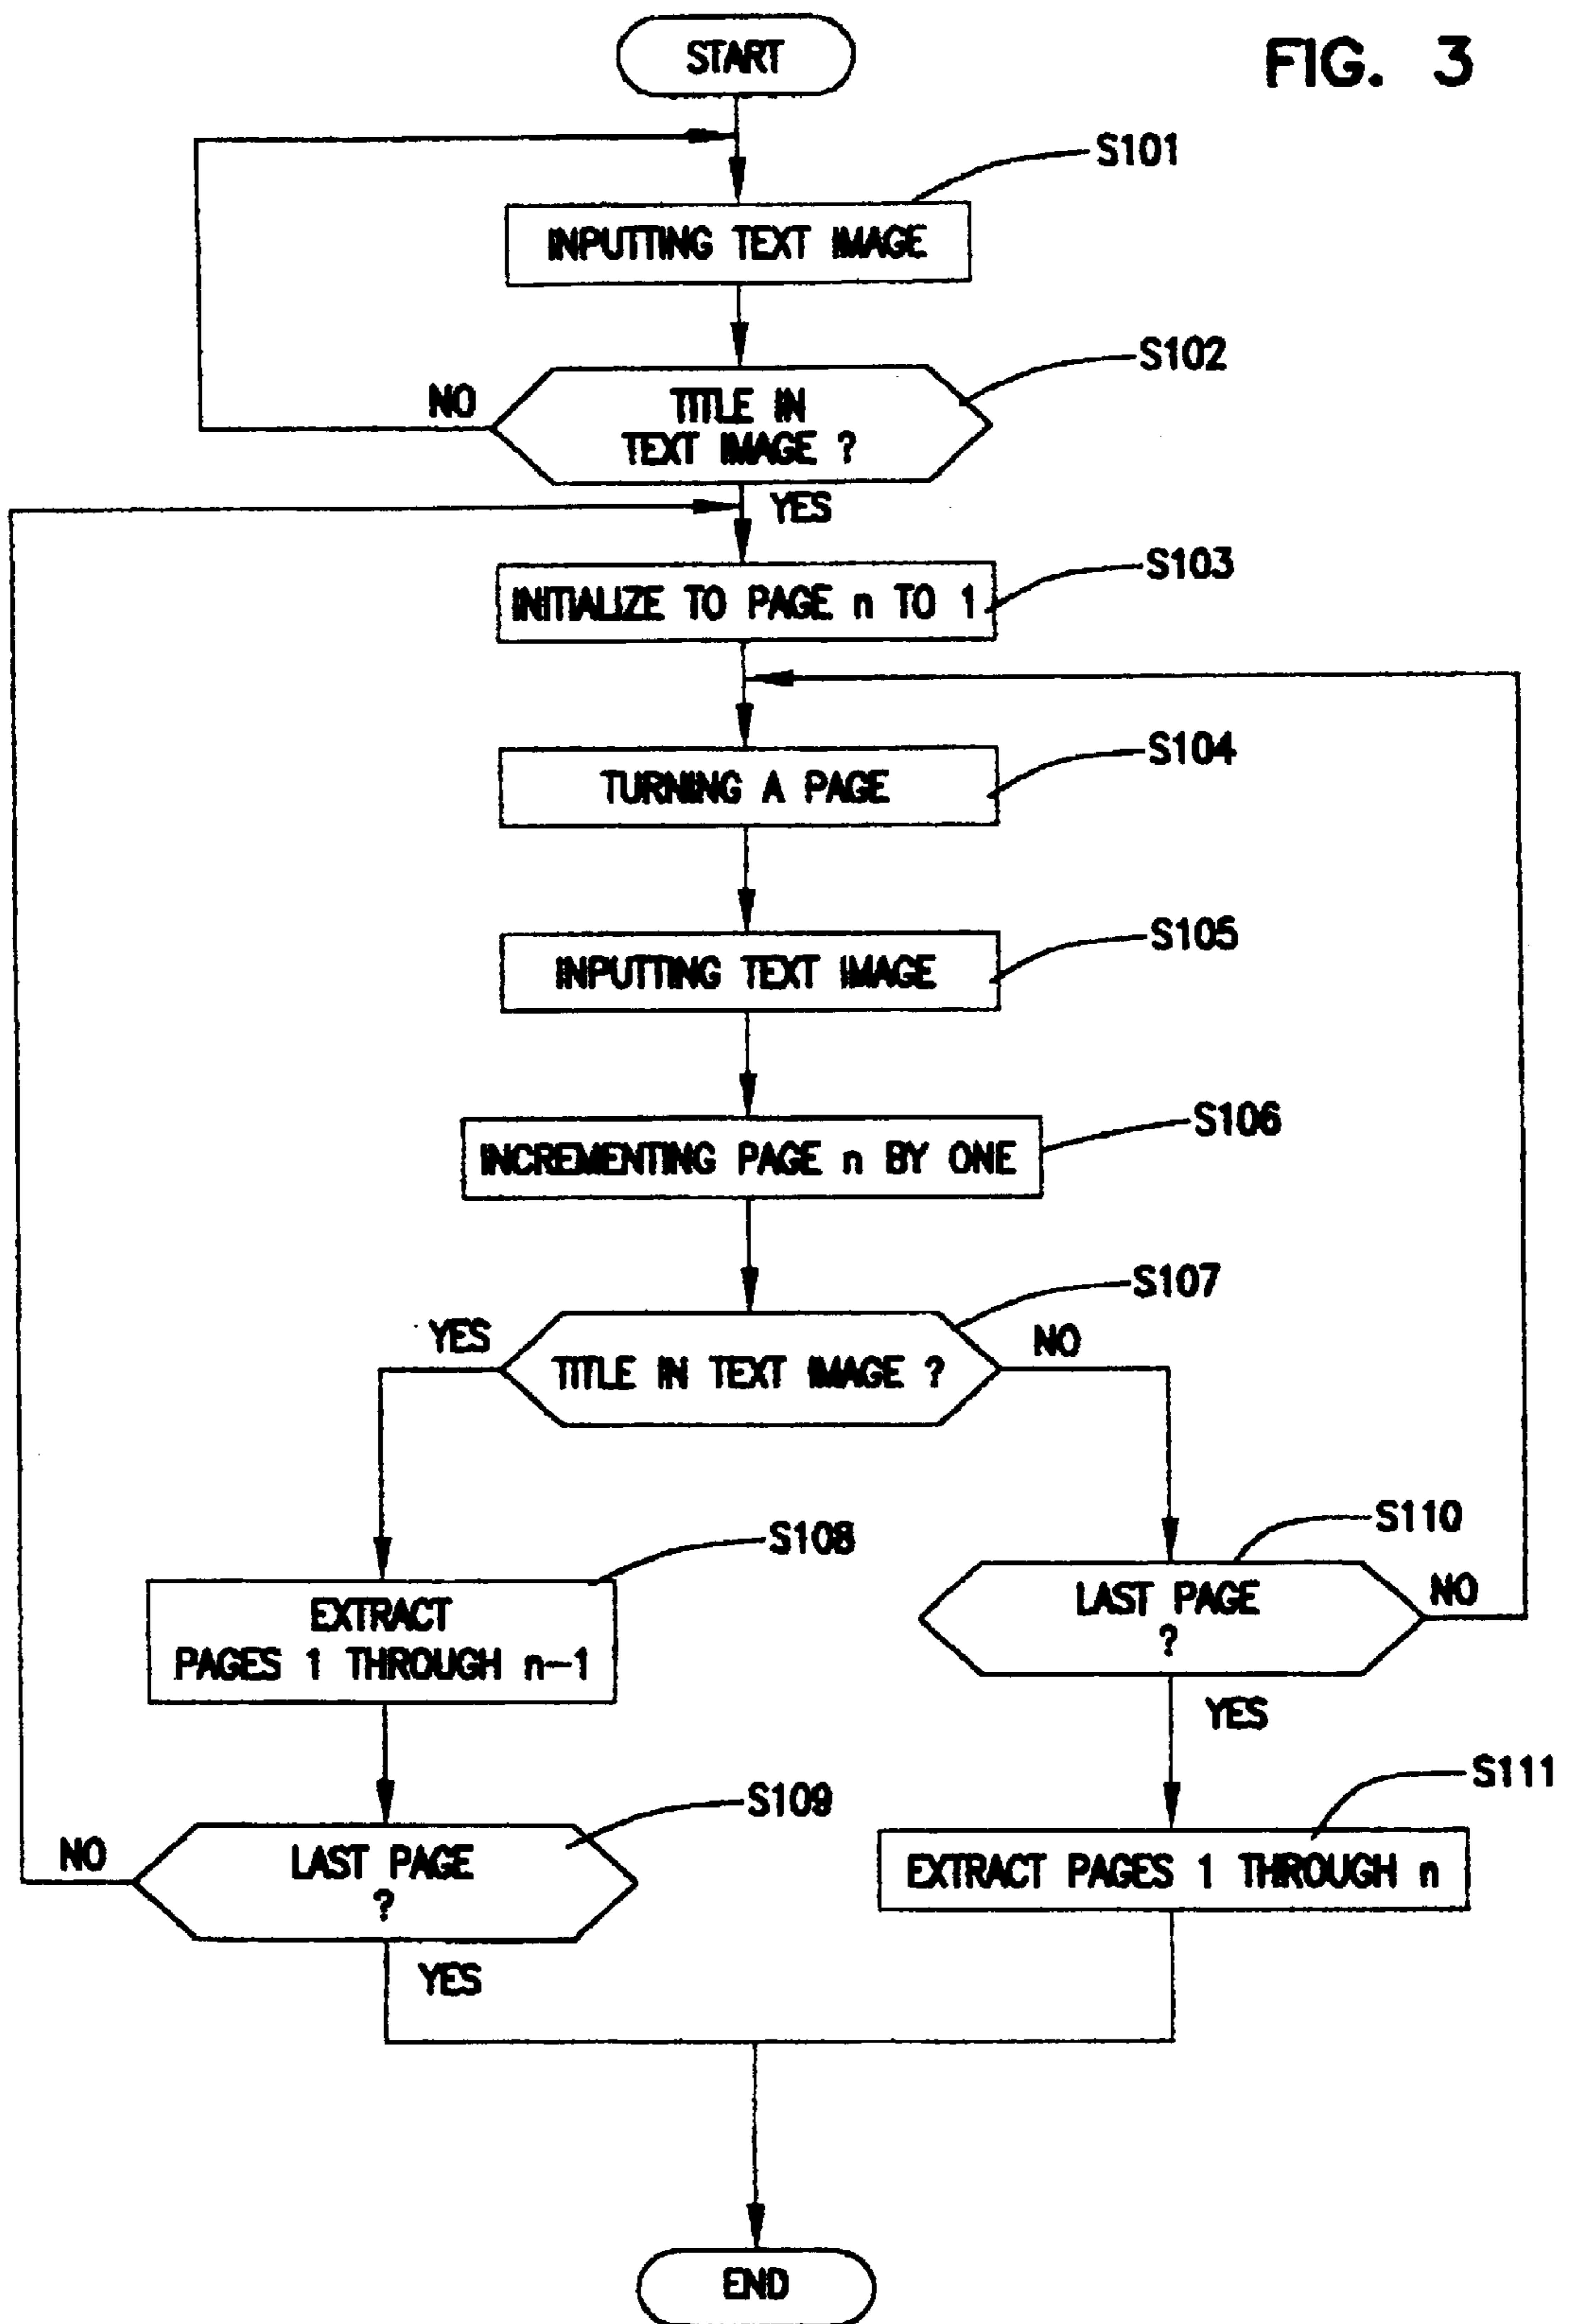 START
FIG. 3
S101
INPUTTING TEXT IMAGE
S102
NO
TITLE IN
TEXT IMAGE ?
YES
S103
INITIALIZE TO PAGE n TO 1
S104
TURNING A PAGE
S105
INPUTTING TEXT IMAGE
S106
INCREMENTING PAGE n BY ONE
S107
YES
TITLE IN TEXT IMAGE ?
NO
S108
EXTRACT
PAGES 1 THROUGH n-1
S110
LAST PAGE
?
NO
YES
S109
NO
LAST PAGE
?
YES
S111
EXTRACT PAGES 1 THROUGH n
END